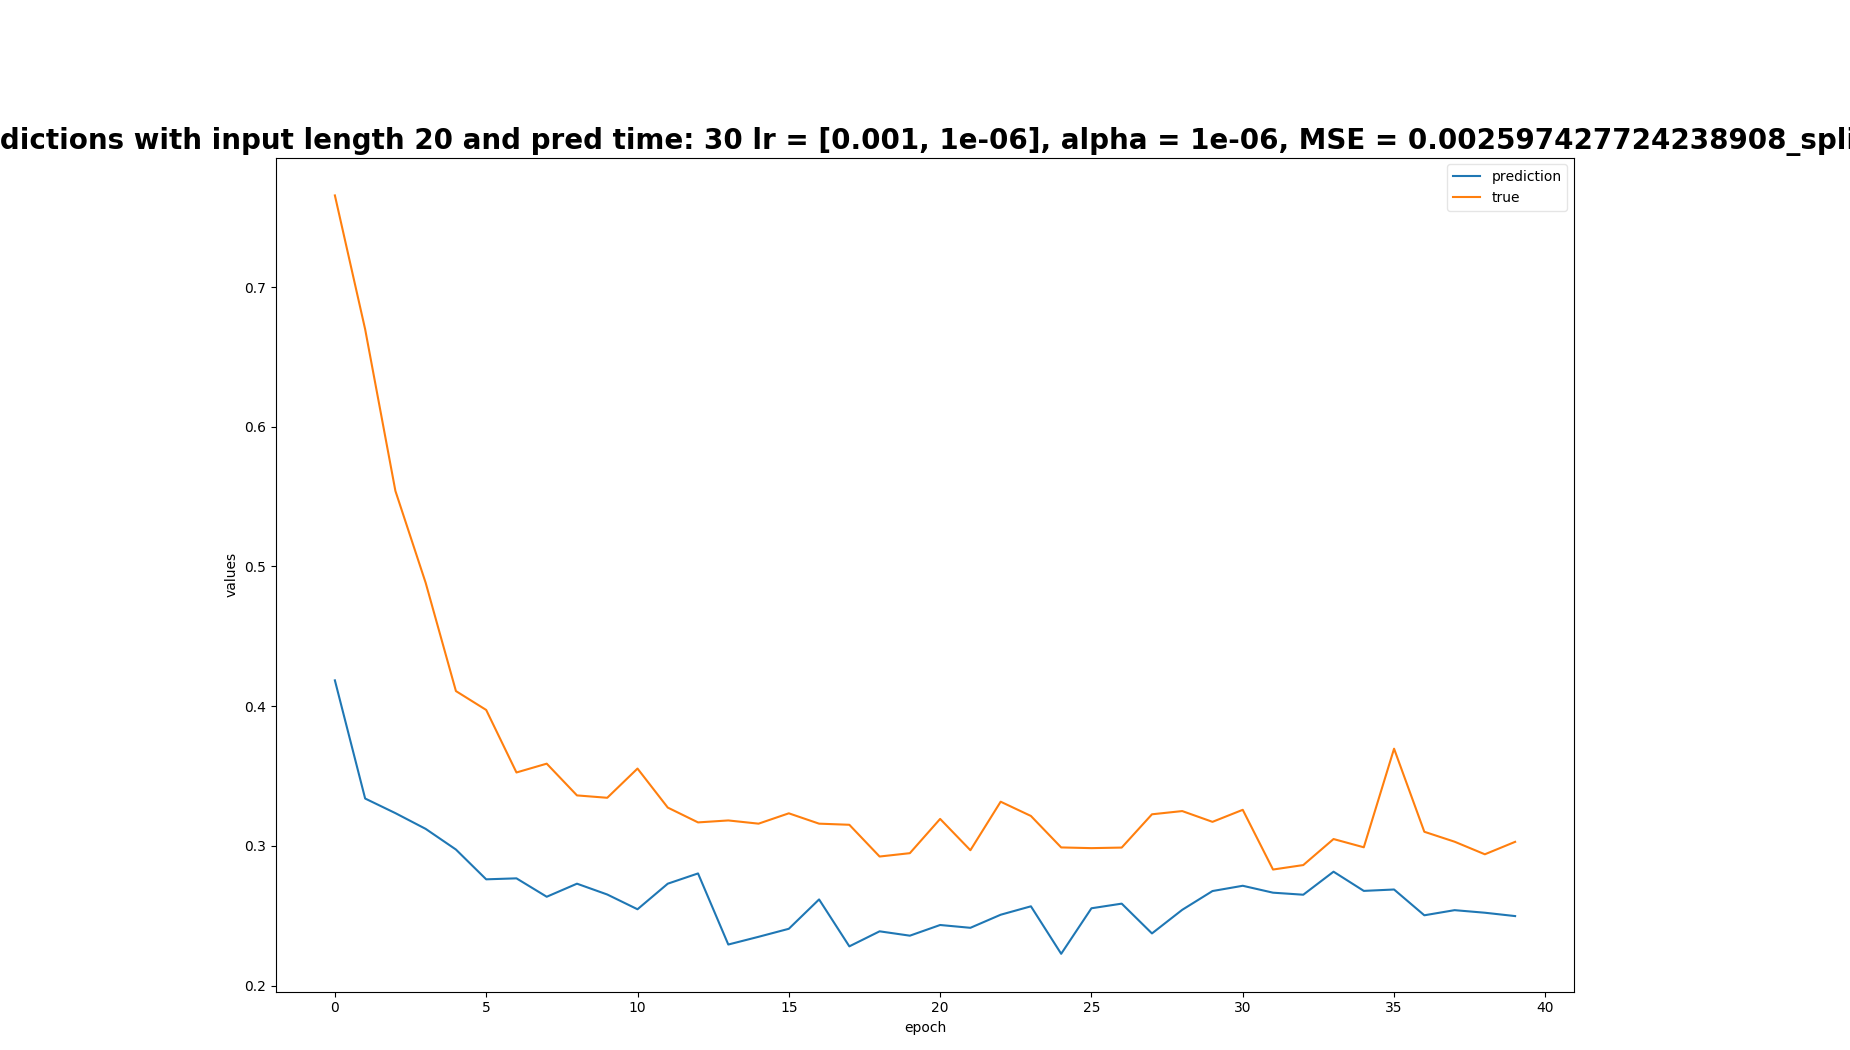 dictions with input length 20 and pred time: 30 lr = [0.001, 1e-06], alpha = 1e-06, MSE = 0.002597427724238908_spli
prediction
true
0.7
0.6
0.5
0.4
0.3
0.2
values
0 5 10 15 20 25 30 35 40
epoch